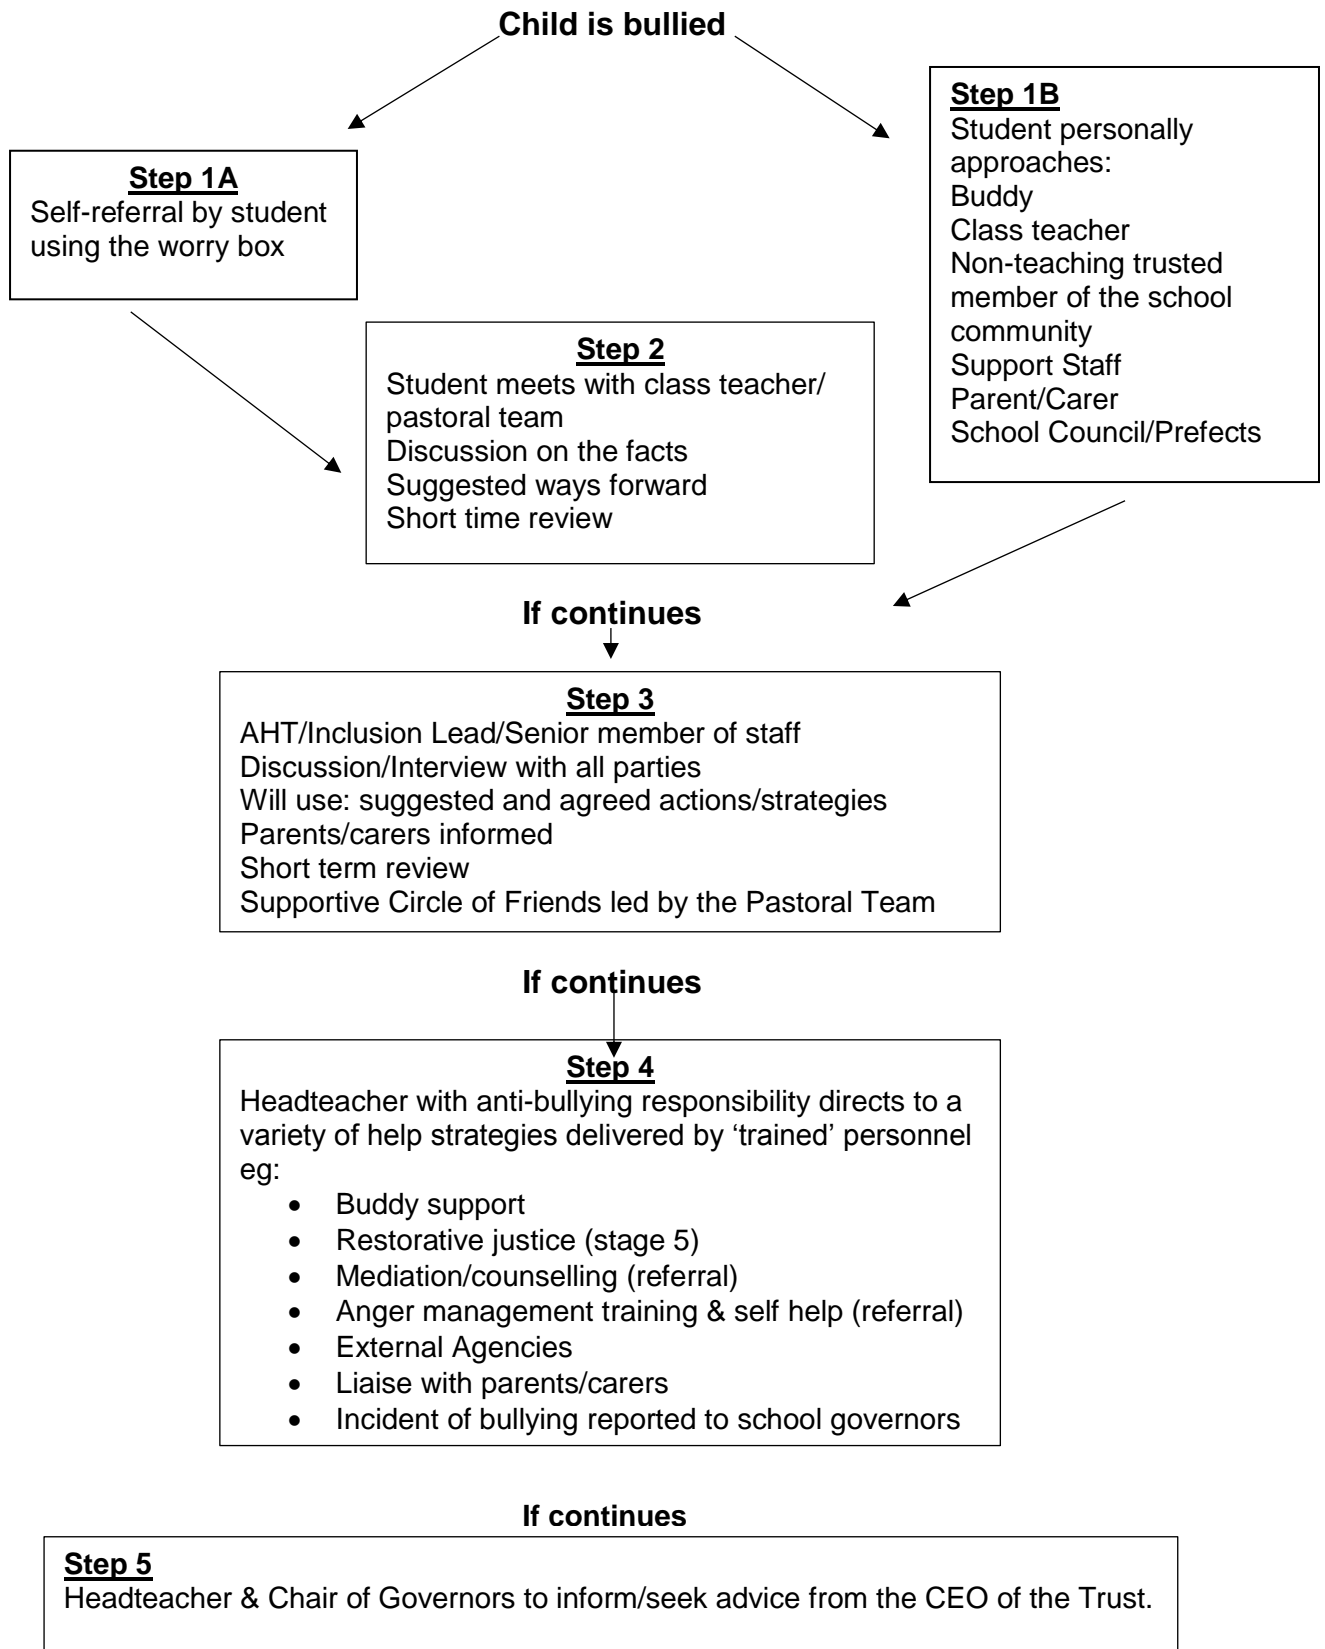 Child is bullied
Step 1A
Self-referral by student
using the worry box
Step 1B
Student personally
approaches:
Buddy
Class teacher
Non-teaching trusted
member of the school
community
Support Staff
Parent/Carer
School Council/Prefects
Step 2
Student meets with class teacher/
pastoral team
Discussion on the facts
Suggested ways forward
Short time review
If continues
Step 3
AHT/Inclusion Lead/Senior member of staff
Discussion/Interview with all parties
Will use: suggested and agreed actions/strategies
Parents/carers informed
Short term review
Supportive Circle of Friends led by the Pastoral Team
If continues
Step 4
Headteacher with anti-bullying responsibility directs to a
variety of help strategies delivered by ‘trained’ personnel
eg:
• Buddy support
• Restorative justice (stage 5)
• Mediation/counselling (referral)
• Anger management training & self help (referral)
• External Agencies
• Liaise with parents/carers
• Incident of bullying reported to school governors
If continues
Step 5
Headteacher & Chair of Governors to inform/seek advice from the CEO of the Trust.